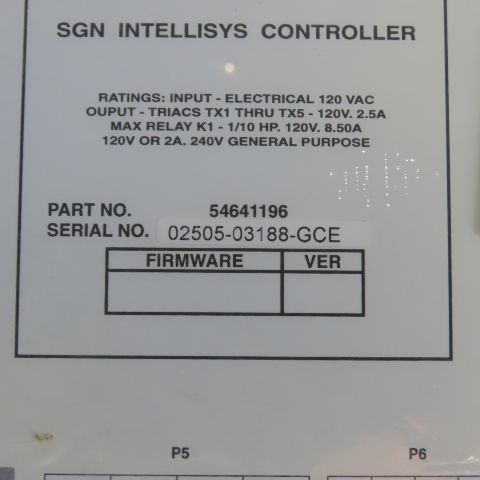 SGN INTELLISYS CONTROLLER
RATINGS: INPUT - ELECTRICAL 120 VAC
OUPUT - TRIACS TX1 THRU TX5 - 120V. 2.5A
MAX RELAY K1 - 1/10 HP. 120V. 8.50A
120V OR 2A. 240V GENERAL PURPOSE
PART NO. 54641196
SERIAL NO. 02505-03188-GCE
FIRMWARE VER
P5 P6